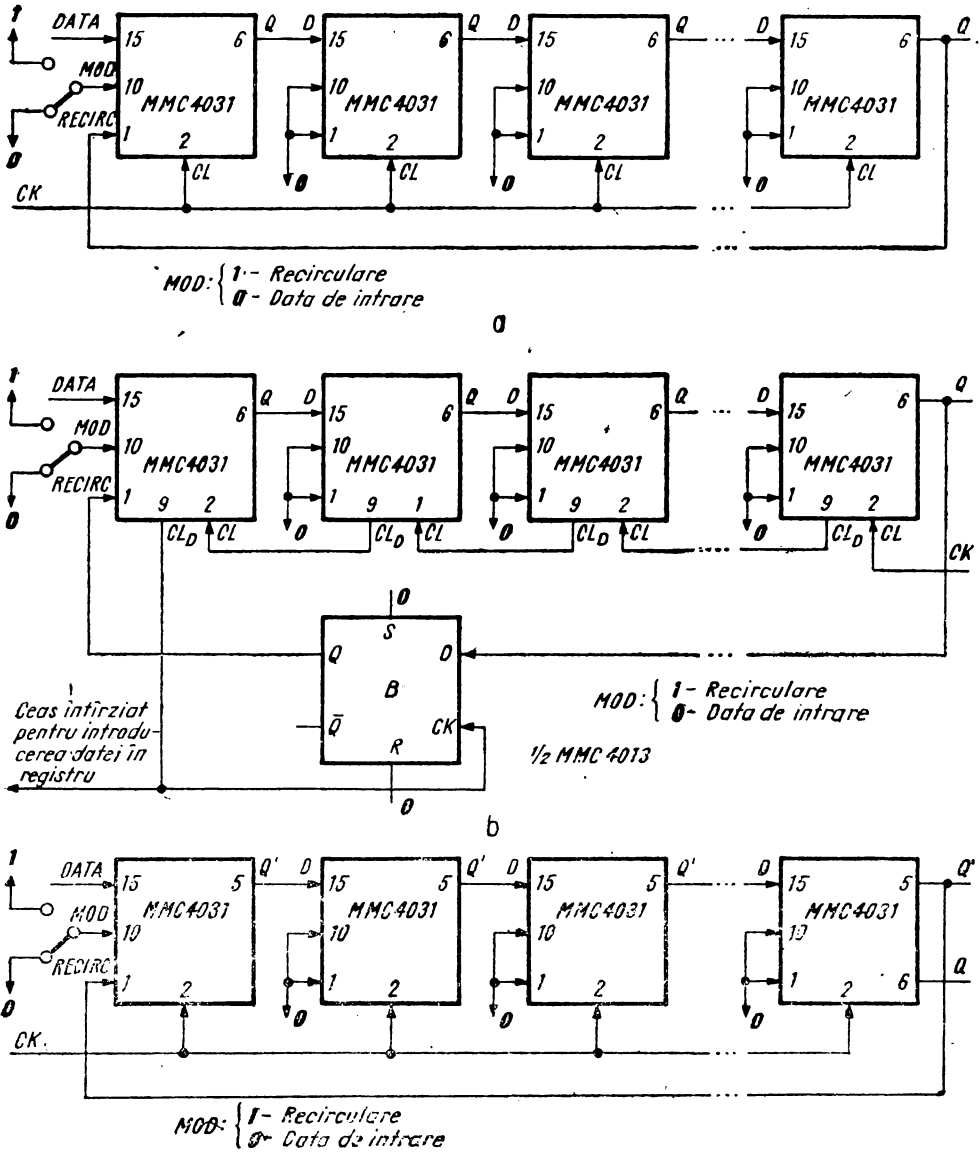 1
DATA
15
6
Q
D
15
6
Q
D
15
6
Q
...
D
15
6
Q
MOD
10
MMC4031
10
MMC4031
10
MMC4031
10
MMC4031
RECIRC
1
2
1
2
1
2
1
2
0
CL
0
CL
0
CL
0
CL
CK
...
...
MOD: { 1 - Recirculare
0 - Data de intrare
a
1
DATA
15
6
Q
D
15
6
Q
D
15
6
Q
...
D
15
6
Q
MOD
10
MMC4031
10
MMC4031
10
MMC4031
10
MMC4031
RECIRC
1
9
2
1
9
1
1
9
2
1
9
2
0
CLD
CL
0
CLD
CL
0
CLD
CL
0
CLD
CL
...
CK
0
S
Q
D
...
B
Q̅
CK
R
0
MOD: { 1 - Recirculare
0 - Data de intrare
1/2 MMC4013
Ceas întîrziat
pentru introdu-
cerea datei în
registru
b
1
DATA
15
5
Q'
D
15
5
Q'
D
15
5
Q'
...
D
15
5
Q'
MOD
10
MMC4031
10
MMC4031
10
MMC4031
10
MMC4031
RECIRC
1
2
1
2
1
2
1
2
6
Q
0
0
0
0
CK
...
...
MOD: { 1 - Recirculare
0 - Data de intrare